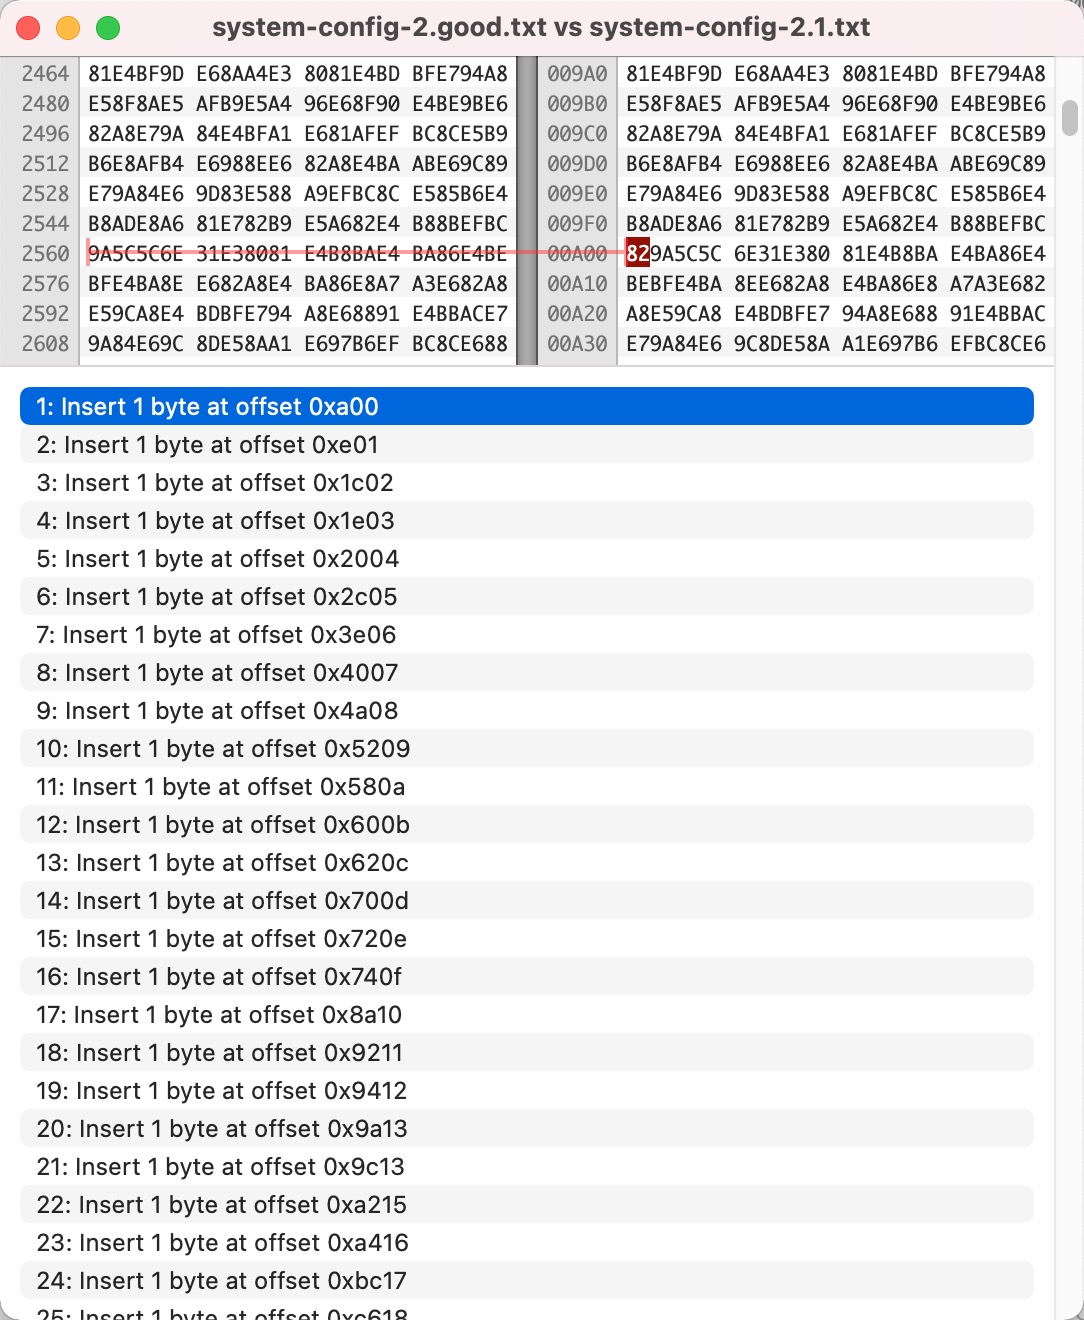 system-config-2.good.txt vs system-config-2.1.txt
2464 81E4BF9D E68AA4E3 8081E4BD BFE794A8 009A0 81E4BF9D E68AA4E3 8081E4BD BFE794A8
2480 E58F8AE5 AFB9E5A4 96E68F90 E4BE9BE6 009B0 E58F8AE5 AFB9E5A4 96E68F90 E4BE9BE6
2496 82A8E79A 84E4BFA1 E681AFEF BC8CE5B9 009C0 82A8E79A 84E4BFA1 E681AFEF BC8CE5B9
2512 B6E8AFB4 E6988EE6 82A8E4BA ABE69C89 009D0 B6E8AFB4 E6988EE6 82A8E4BA ABE69C89
2528 E79A84E6 9D83E588 A9EFBC8C E585B6E4 009E0 E79A84E6 9D83E588 A9EFBC8C E585B6E4
2544 B8ADE8A6 81E782B9 E5A682E4 B88BEFBC 009F0 B8ADE8A6 81E782B9 E5A682E4 B88BEFBC
2560 9A5C5C6E 31E38081 E4B8BAE4 BA86E4BE 00A00 829A5C5C 6E31E380 81E4B8BA E4BA86E4
2576 BFE4BA8E E682A8E4 BA86E8A7 A3E682A8 00A10 BEBFE4BA 8EE682A8 E4BA86E8 A7A3E682
2592 E59CA8E4 BDBFE794 A8E68891 E4BBACE7 00A20 A8E59CA8 E4BDBFE7 94A8E688 91E4BBAC
2608 9A84E69C 8DE58AA1 E697B6EF BC8CE688 00A30 E79A84E6 9C8DE58A A1E697B6 EFBC8CE6
1: Insert 1 byte at offset 0xa00
2: Insert 1 byte at offset 0xe01
3: Insert 1 byte at offset 0x1c02
4: Insert 1 byte at offset 0x1e03
5: Insert 1 byte at offset 0x2004
6: Insert 1 byte at offset 0x2c05
7: Insert 1 byte at offset 0x3e06
8: Insert 1 byte at offset 0x4007
9: Insert 1 byte at offset 0x4a08
10: Insert 1 byte at offset 0x5209
11: Insert 1 byte at offset 0x580a
12: Insert 1 byte at offset 0x600b
13: Insert 1 byte at offset 0x620c
14: Insert 1 byte at offset 0x700d
15: Insert 1 byte at offset 0x720e
16: Insert 1 byte at offset 0x740f
17: Insert 1 byte at offset 0x8a10
18: Insert 1 byte at offset 0x9211
19: Insert 1 byte at offset 0x9412
20: Insert 1 byte at offset 0x9a13
21: Insert 1 byte at offset 0x9c13
22: Insert 1 byte at offset 0xa215
23: Insert 1 byte at offset 0xa416
24: Insert 1 byte at offset 0xbc17
25: Insert 1 byte at offset 0xc618